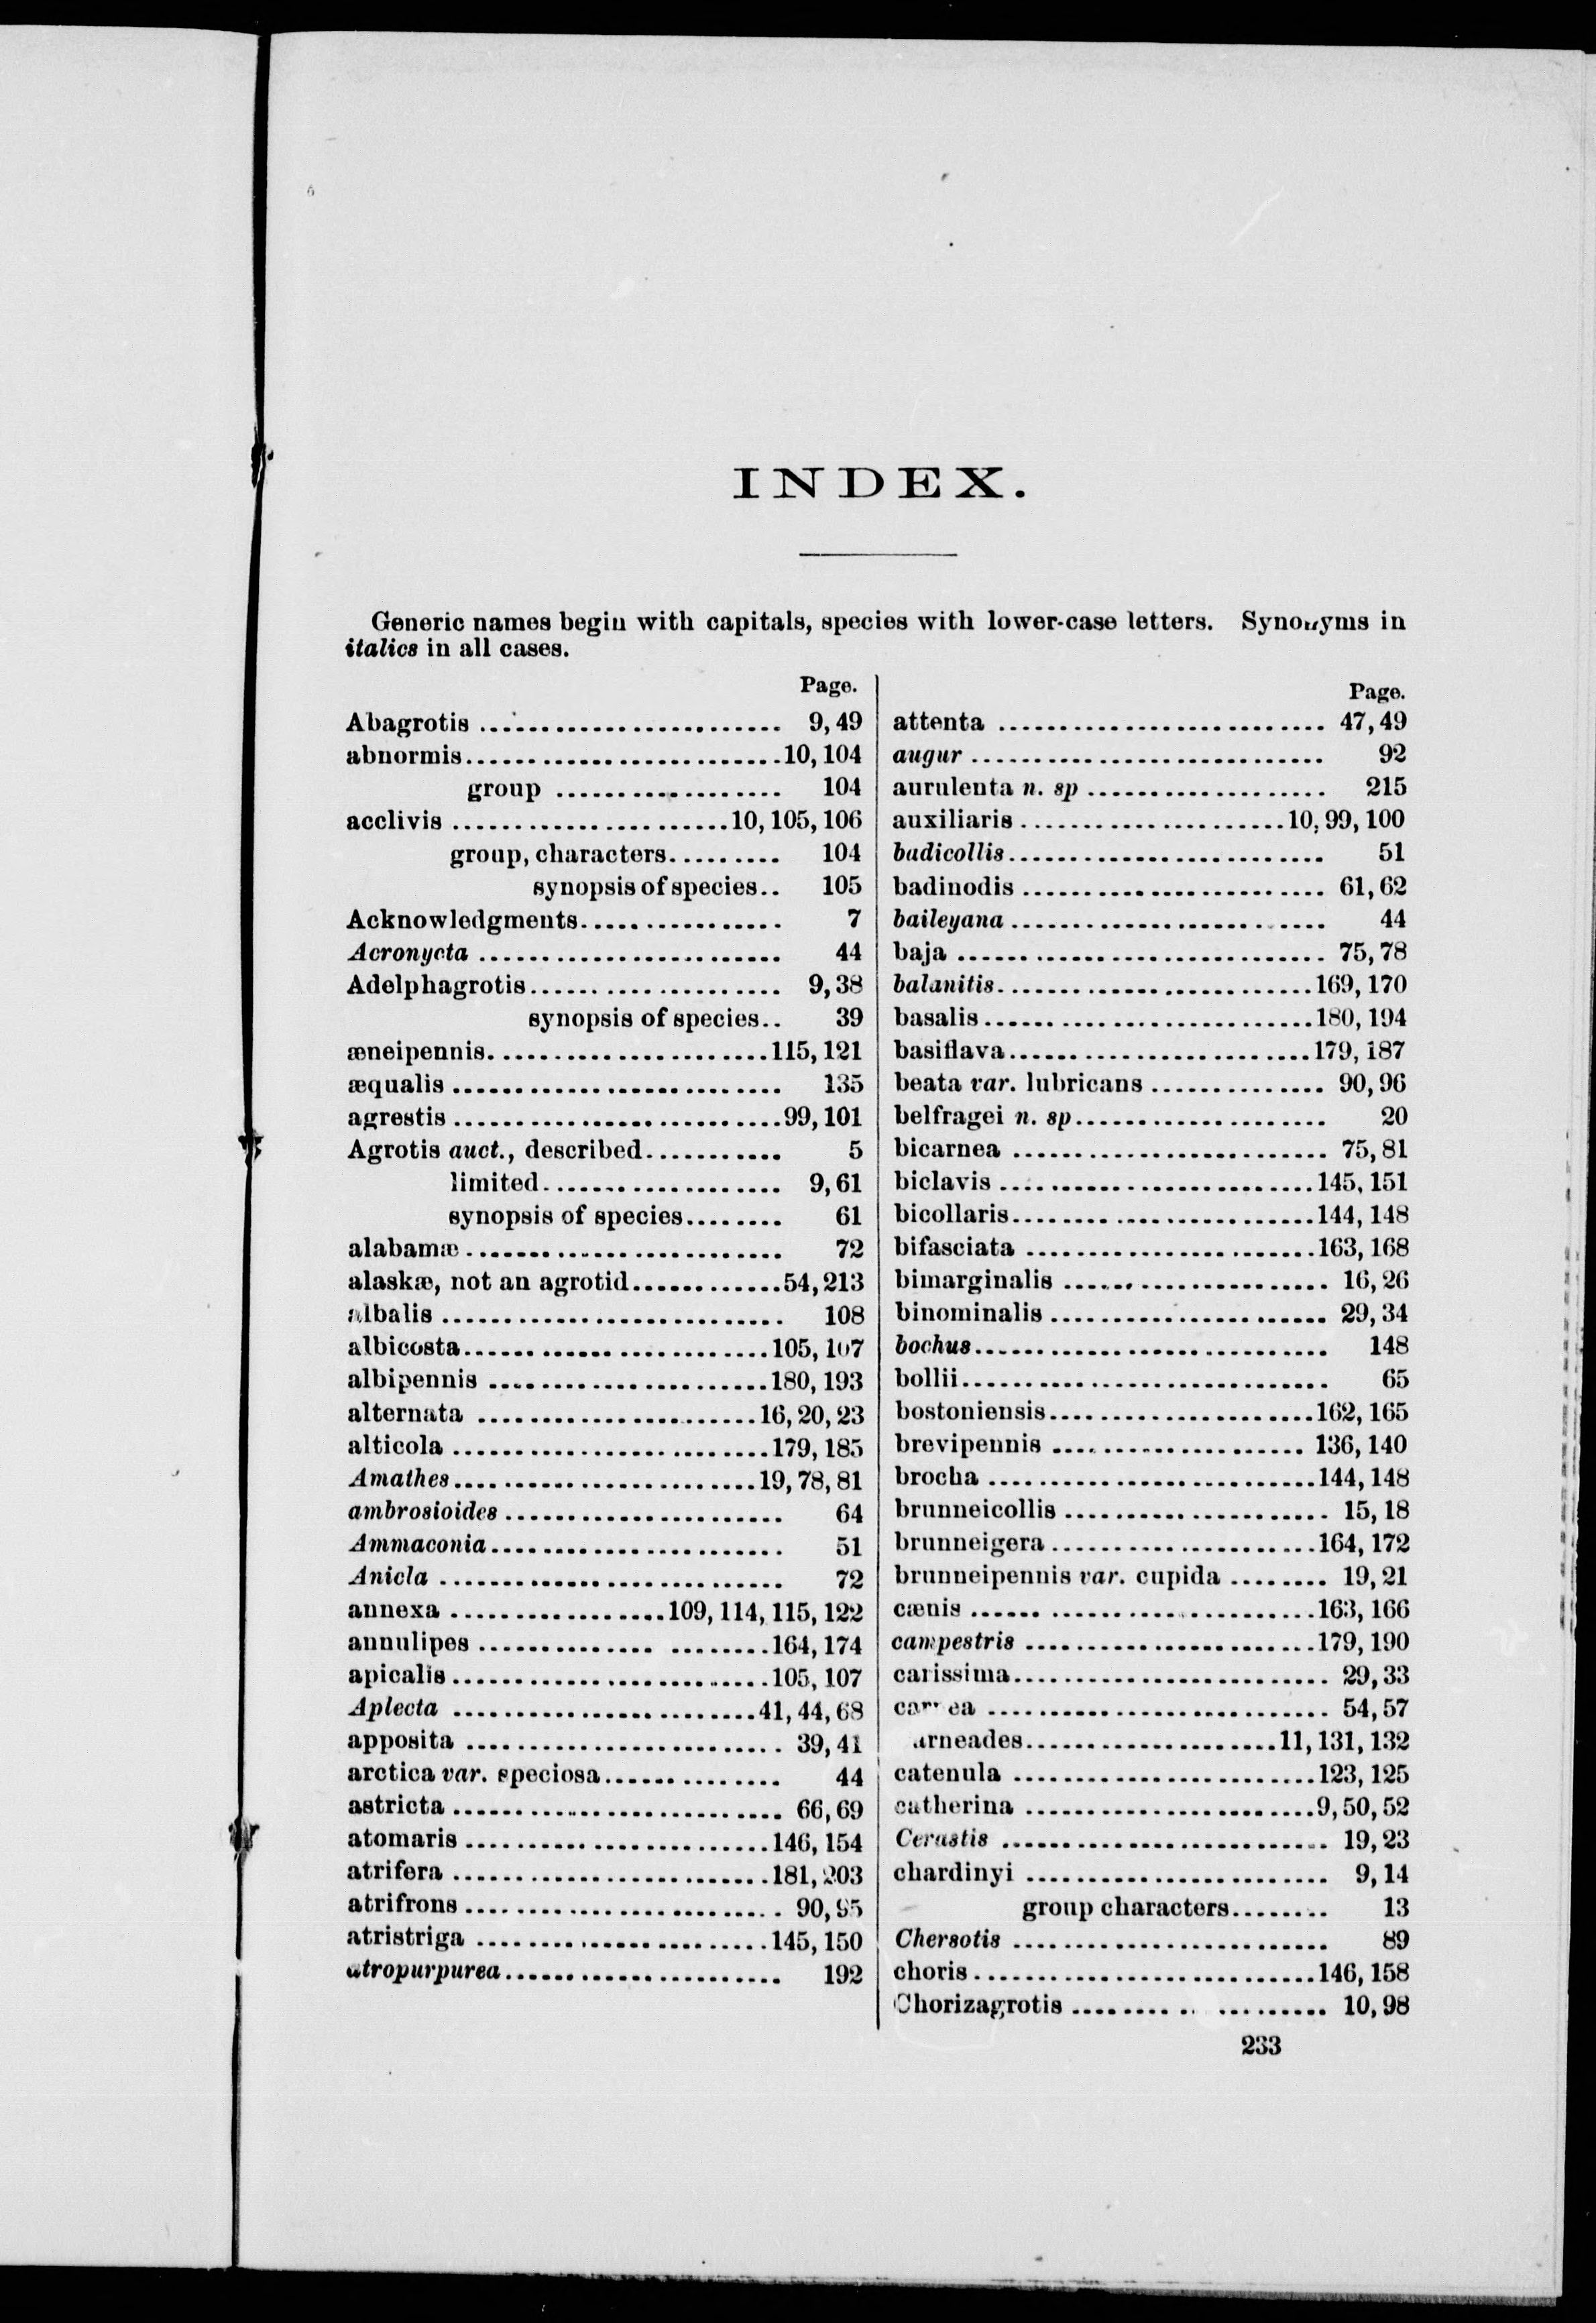 INDEX.
Generic names begin with capitals, species with lower-case letters. Synonyms in
italics in all cases.
Page.
Abagrotis ........................ 9, 49
abnormis ........................ 10, 104
group ........................ 104
acclivis ........................ 10, 105, 106
group, characters ........................ 104
synopsis of species .. 105
Acknowledgments ........................ 7
Acronycta ........................ 44
Adelphagrotis ........................ 9, 38
synopsis of species .. 39
æneipennis ........................ 115, 121
æqualis ........................ 135
agrestis ........................ 99, 101
Agrotis auct., described ........................ 5
limited ........................ 9, 61
synopsis of species ........ 61
alabamæ ........................ 72
alaskæ, not an agrotid ............ 54, 213
albalis ........................ 108
albicosta ........................ 105, 107
albipennis ........................ 180, 193
alternata ........................ 16, 20, 23
alticola ........................ 179, 185
Amathes ........................ 19, 78, 81
ambrosioides ........................ 64
Ammaconia ........................ 51
Anicla ........................ 72
annexa ................. 109, 114, 115, 122
annulipes ........................ 164, 174
apicalis ........................ 105, 107
Aplecta ........................ 41, 44, 68
apposita ........................ 39, 41
arctica var. speciosa .............. 44
astricta ........................ 66, 69
atomaris ........................ 146, 154
atrifera ........................ 181, 203
atrifrons ........................ 90, 95
atristriga ........................ 145, 150
atropurpurea ........................ 192
Page.
attenta ........................ 47, 49
augur ........................ 92
aurulenta n. sp ................... 215
auxiliaris ........................ 10, 99, 100
badicollis ........................ 51
badinodis ........................ 61, 62
baileyana ........................ 44
baja ........................ 75, 78
balanitis ........................ 169, 170
basalis ........................ 180, 194
basiflava ........................ 179, 187
beata var. lubricans .............. 90, 96
belfragei n. sp .................... 20
bicarnea ........................ 75, 81
biclavis ........................ 145, 151
bicollaris ........................ 144, 148
bifasciata ........................ 163, 168
bimarginalis ........................ 16, 26
binominalis ........................ 29, 34
bochus ........................ 148
bollii ........................ 65
bostoniensis ........................ 162, 165
brevipennis ........................ 136, 140
brocha ........................ 144, 148
brunneicollis ........................ 15, 18
brunneigera ........................ 164, 172
brunneipennis var. cupida ........ 19, 21
cænis ........................ 163, 166
campestris ........................ 179, 190
carissima ........................ 29, 33
........................ 54, 57
arneades ........................ 11, 131, 132
catenula ........................ 123, 125
catherina ........................ 9, 50, 52
Cerastis ........................ 19, 23
chardinyi ........................ 9, 14
group characters ........ 13
Chersotis ........................ 89
choris ........................ 146, 158
Chorizagrotis ........................ 10, 98
233